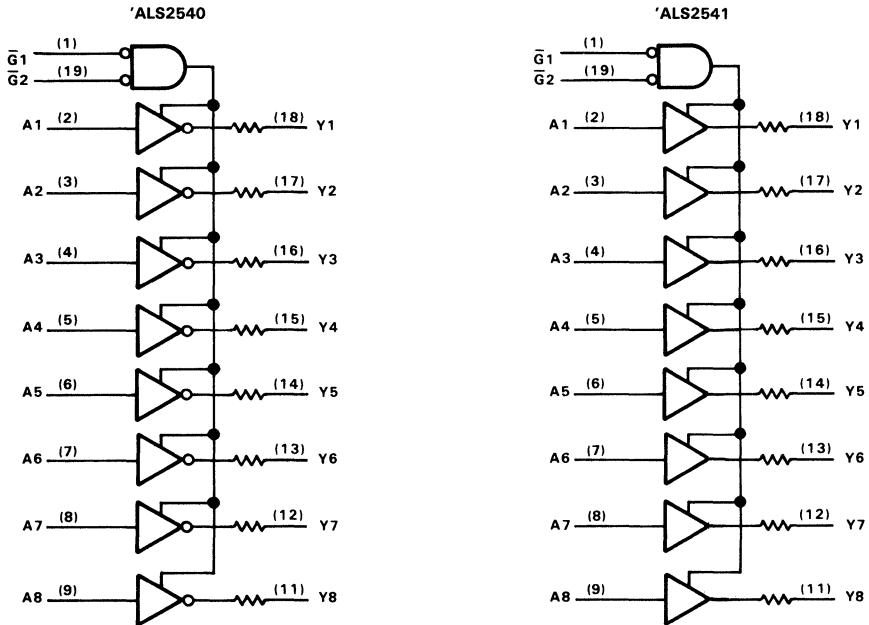 'ALS2540
G̅1 (1)
G̅2 (19)
A1 (2) (18) Y1
A2 (3) (17) Y2
A3 (4) (16) Y3
A4 (5) (15) Y4
A5 (6) (14) Y5
A6 (7) (13) Y6
A7 (8) (12) Y7
A8 (9) (11) Y8
'ALS2541
G̅1 (1)
G̅2 (19)
A1 (2) (18) Y1
A2 (3) (17) Y2
A3 (4) (16) Y3
A4 (5) (15) Y4
A5 (6) (14) Y5
A6 (7) (13) Y6
A7 (8) (12) Y7
A8 (9) (11) Y8